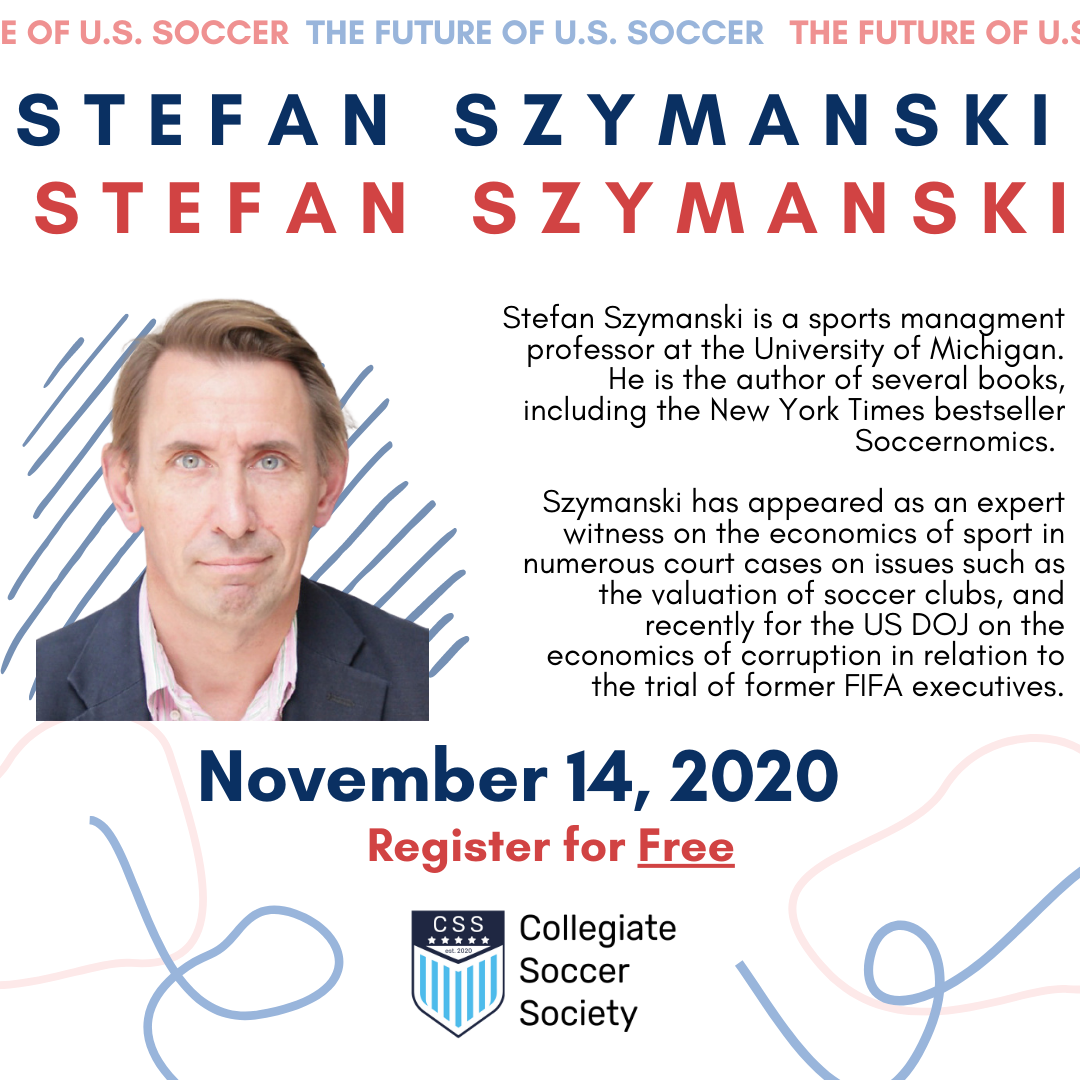 E OF U.S. SOCCER THE FUTURE OF U.S. SOCCER THE FUTURE OF U.S
STEFAN SZYMANSKI
STEFAN SZYMANSKI
Stefan Szymanski is a sports managment
professor at the University of Michigan.
He is the author of several books,
including the New York Times bestseller
Soccernomics.
Szymanski has appeared as an expert
witness on the economics of sport in
numerous court cases on issues such as
the valuation of soccer clubs, and
recently for the US DOJ on the
economics of corruption in relation to
the trial of former FIFA executives.
November 14, 2020
Register for Free
CSS
est. 2020
Collegiate
Soccer
Society